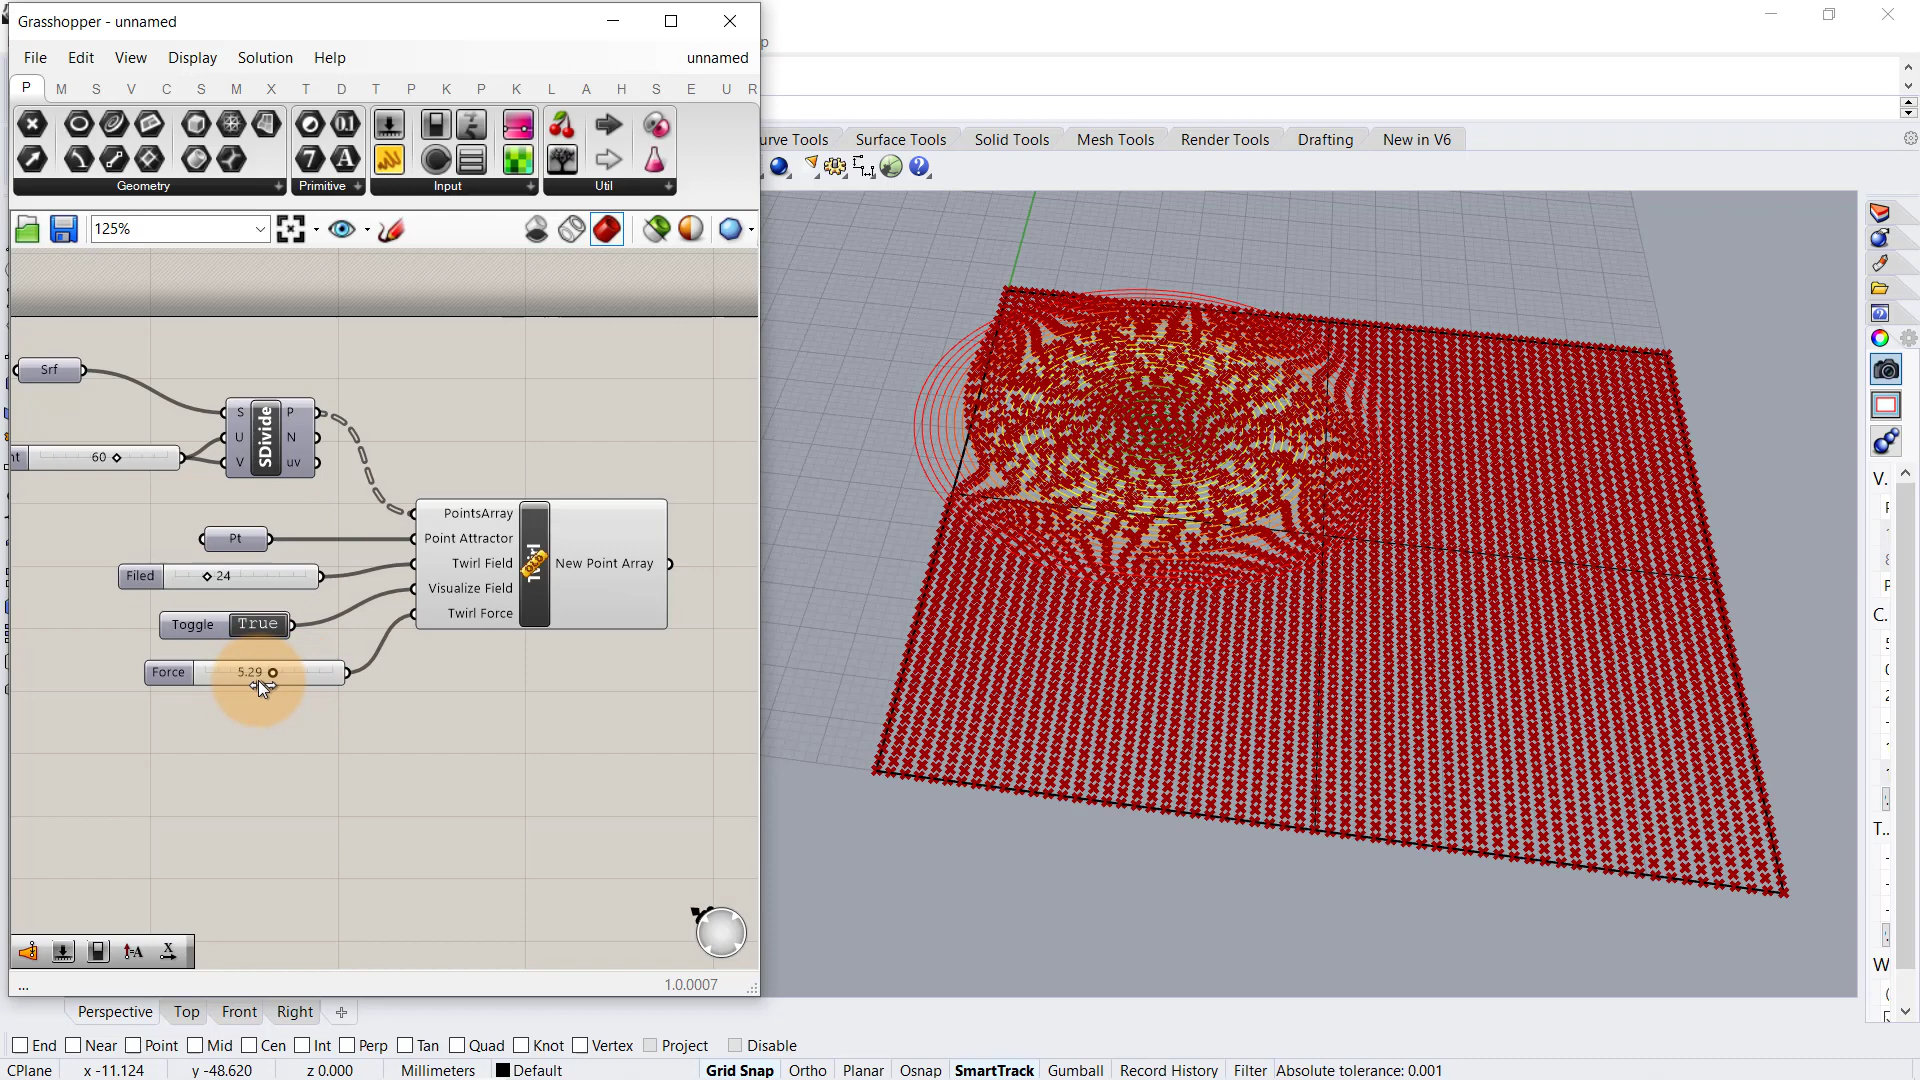 Grasshopper - unnamed
File Edit View Display Solution Help unnamed
P M S V C S M X T D T P K P K L A H S E U R
Geometry Primitive Input Util
Surface Tools Solid Tools Mesh Tools Render Tools Drafting New in V6
125%
Srf
S P
U SDivide N
V uv
60
PointsArray
Pt Point Attractor
Filed 24 Twirl Field New Point Array
OLD
Visualize Field
Toggle True Twirl Force
Force 5.29
V.
C.
T..
W
... 1.0.0007
Perspective Top Front Right
End Near Point Mid Cen Int Perp Tan Quad Knot Vertex Project Disable
CPlane x -11.124 y -48.620 z 0.000 Millimeters Default Grid Snap Ortho Planar Osnap SmartTrack Gumball Record History Filter Absolute tolerance: 0.001